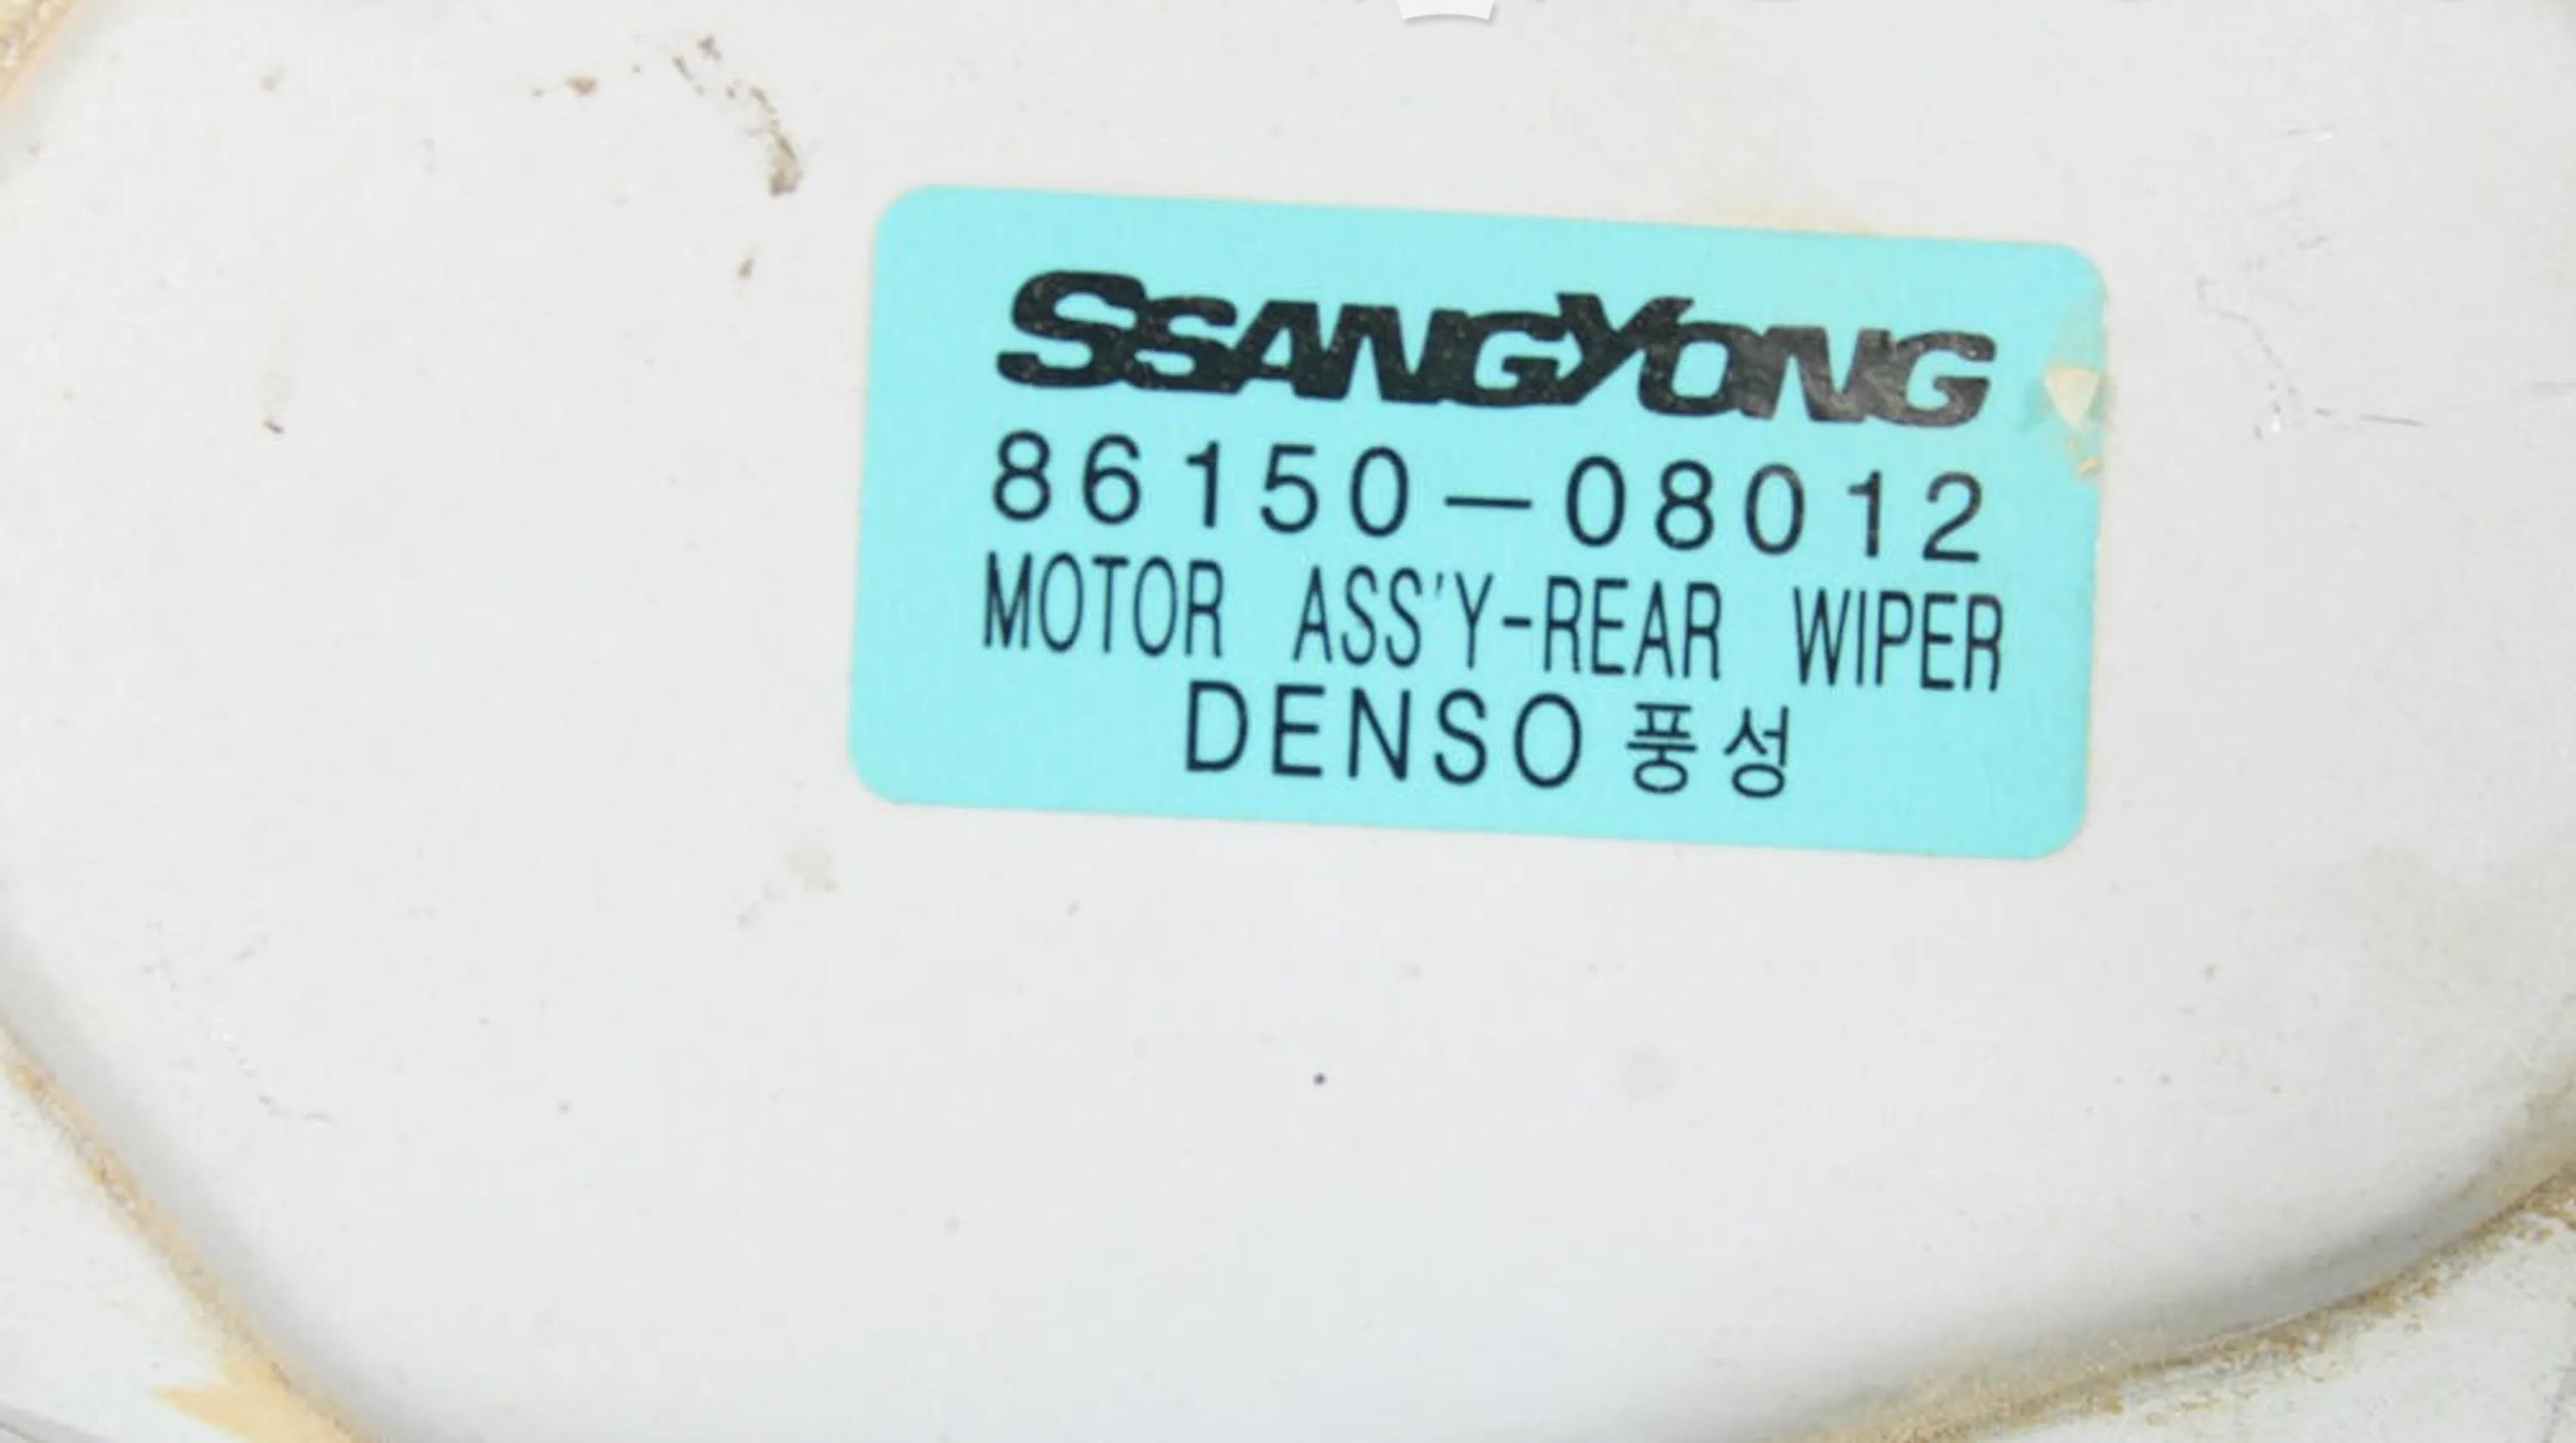 SSANGYONG
86150-08012
MOTOR ASS'Y-REAR WIPER
DENSO 풍성